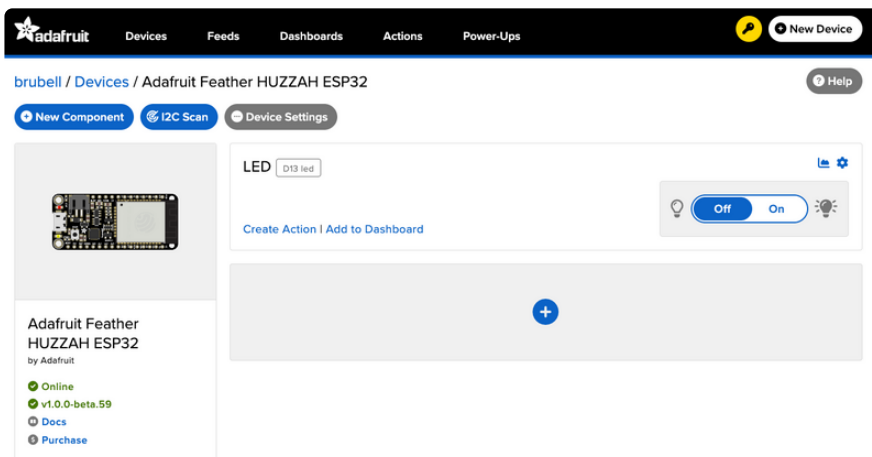 adafruit Devices Feeds Dashboards Actions Power-Ups New Device
brubell / Devices / Adafruit Feather HUZZAH ESP32 Help
New Component I2C Scan Device Settings
LED D13 led
Off On
Create Action | Add to Dashboard
Adafruit Feather
HUZZAH ESP32
by Adafruit
Online
v1.0.0-beta.59
Docs
Purchase